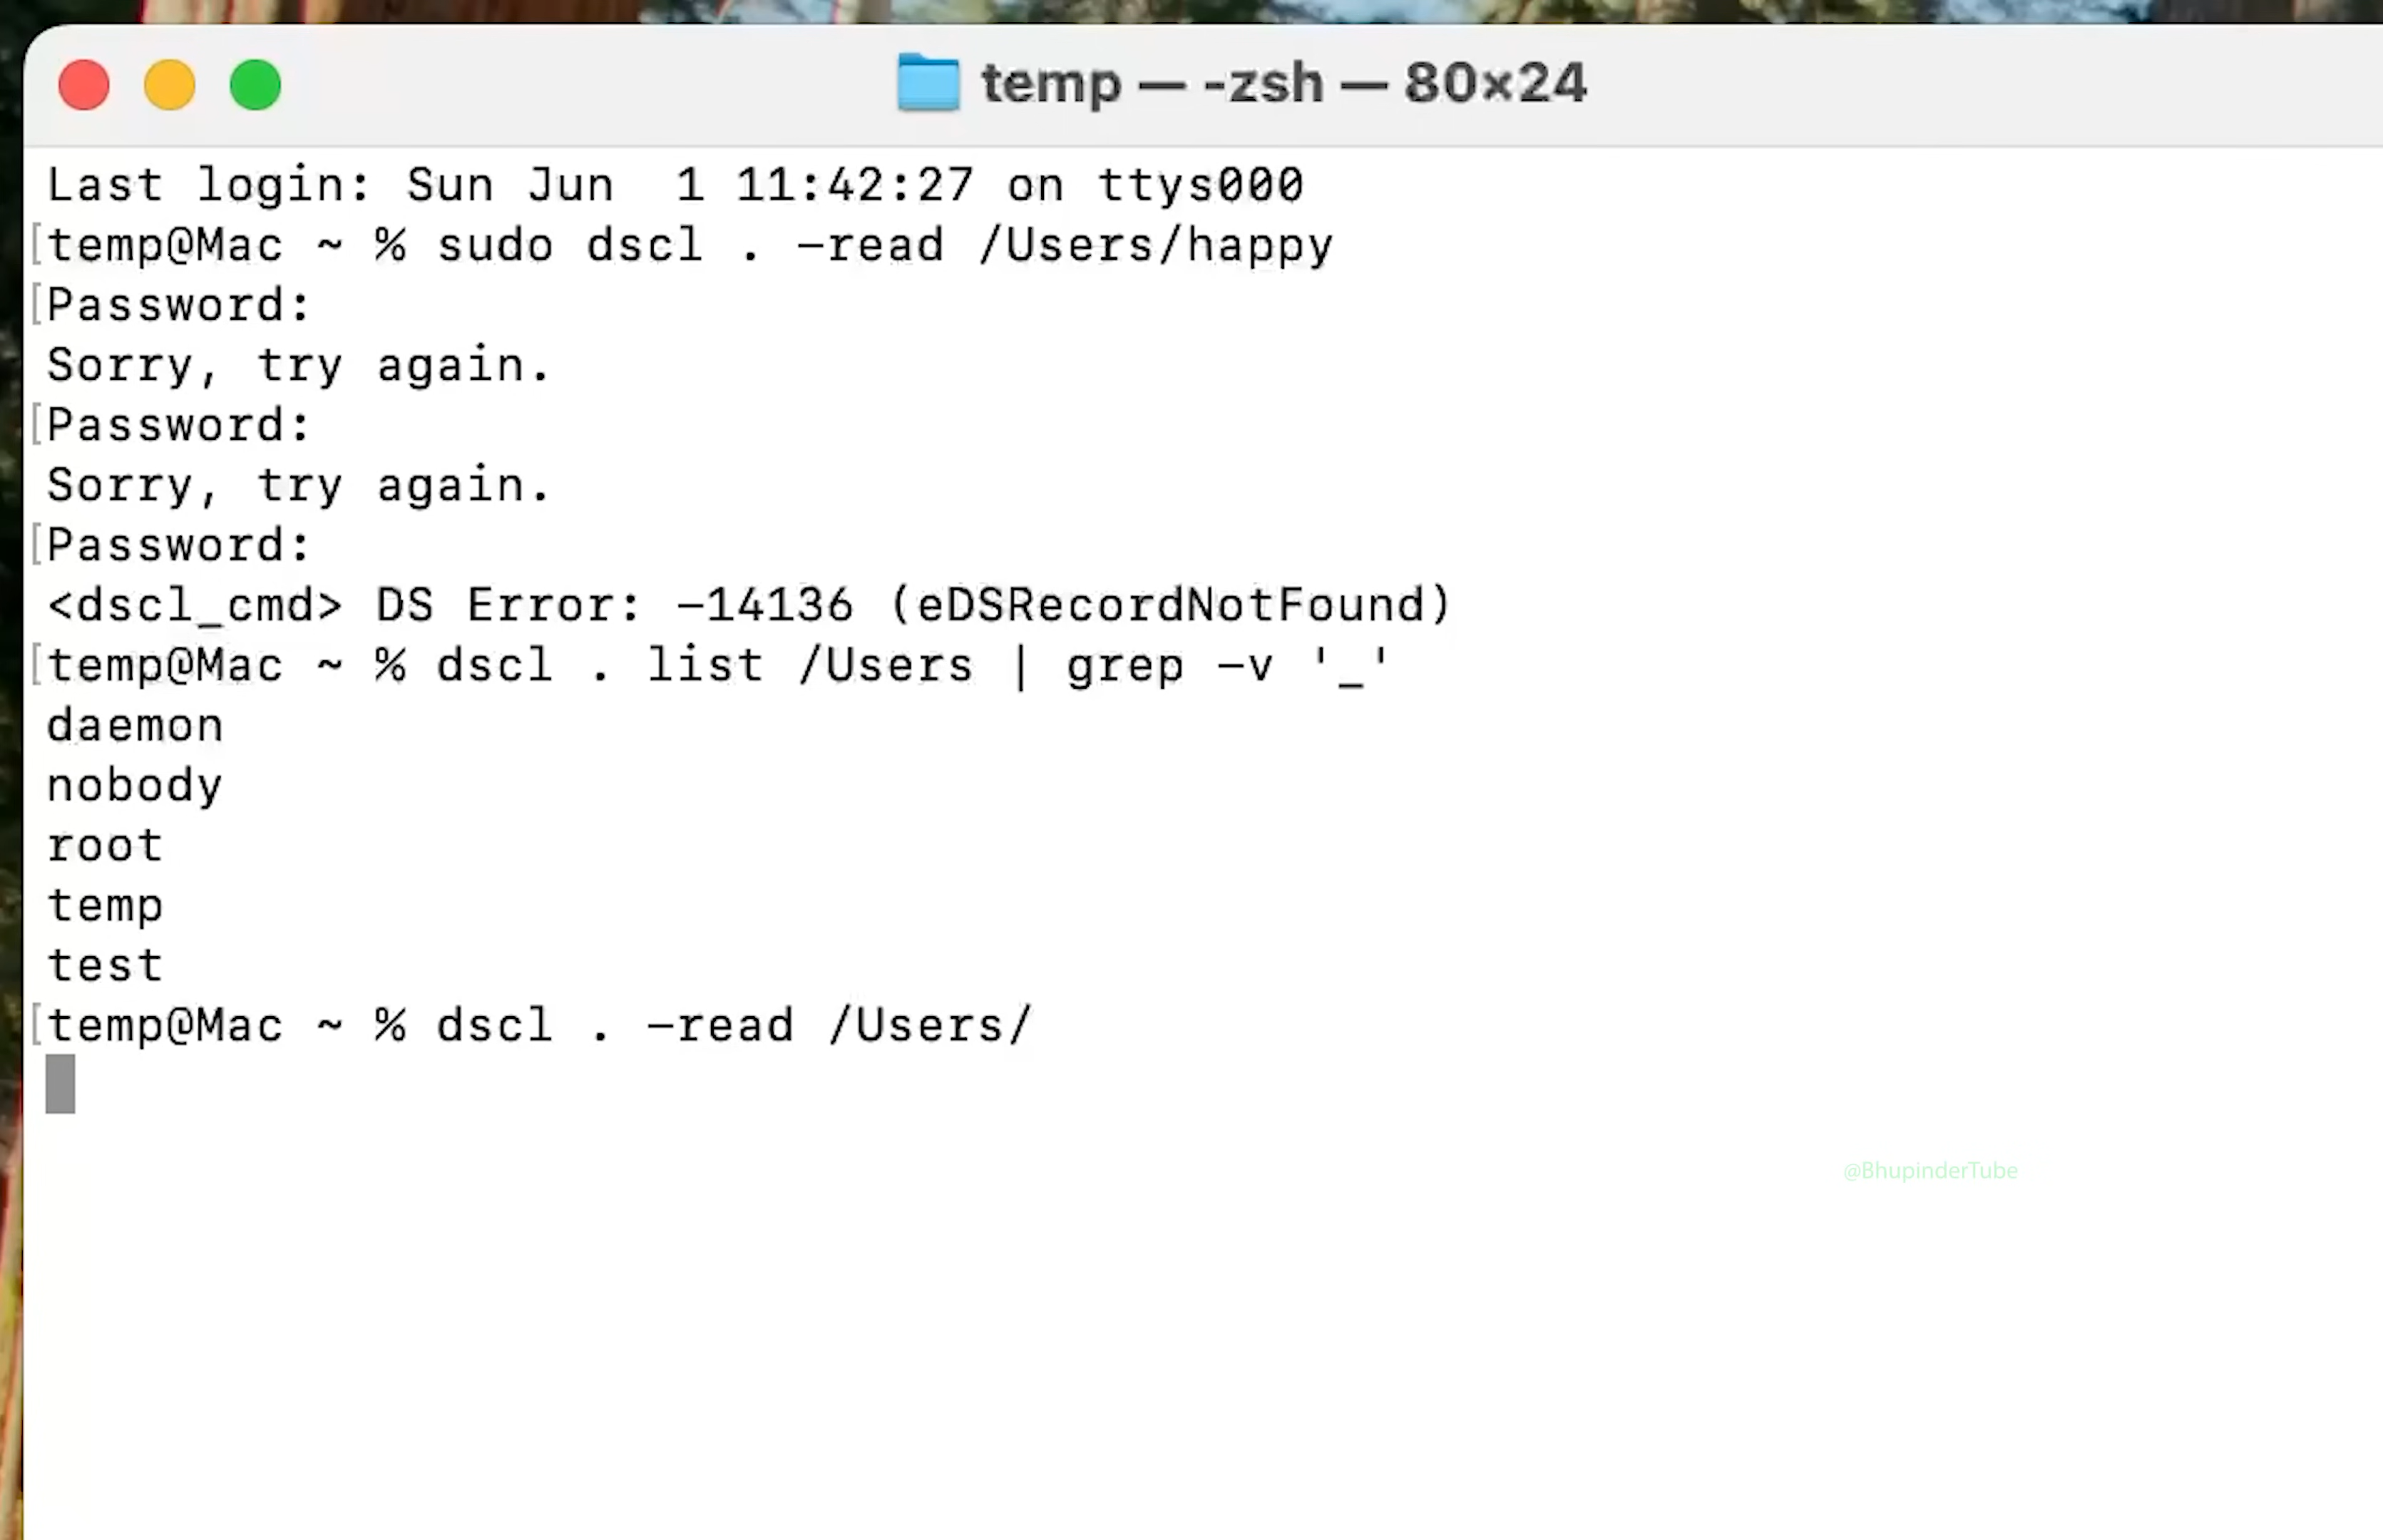 temp — -zsh — 80×24
Last login: Sun Jun  1 11:42:27 on ttys000
[temp@Mac ~ % sudo dscl . -read /Users/happy
[Password:
Sorry, try again.
[Password:
Sorry, try again.
[Password:
<dscl_cmd> DS Error: -14136 (eDSRecordNotFound)
[temp@Mac ~ % dscl . list /Users | grep -v '_'
daemon
nobody
root
temp
test
[temp@Mac ~ % dscl . -read /Users/
@BhupinderTube